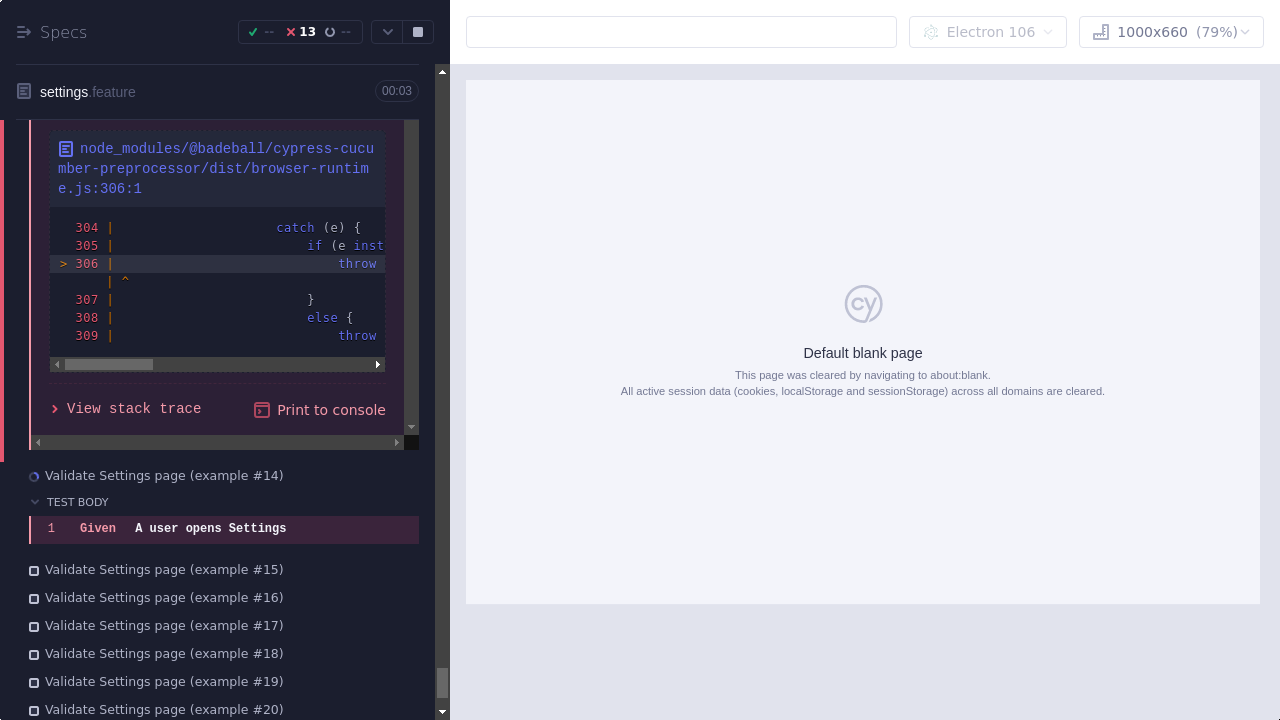 Specs
-- 13 --
Electron 106
1000x660 (79%)
settings.feature
00:03
node_modules/@badeball/cypress-cucu
mber-preprocessor/dist/browser-runtim
e.js:306:1
304 | catch (e) {
305 | if (e inst
> 306 | throw
| ^
307 | }
308 | else {
309 | throw
View stack trace
Print to console
Validate Settings page (example #14)
TEST BODY
1 Given A user opens Settings
Validate Settings page (example #15)
Validate Settings page (example #16)
Validate Settings page (example #17)
Validate Settings page (example #18)
Validate Settings page (example #19)
Validate Settings page (example #20)
cy
Default blank page
This page was cleared by navigating to about:blank.
All active session data (cookies, localStorage and sessionStorage) across all domains are cleared.